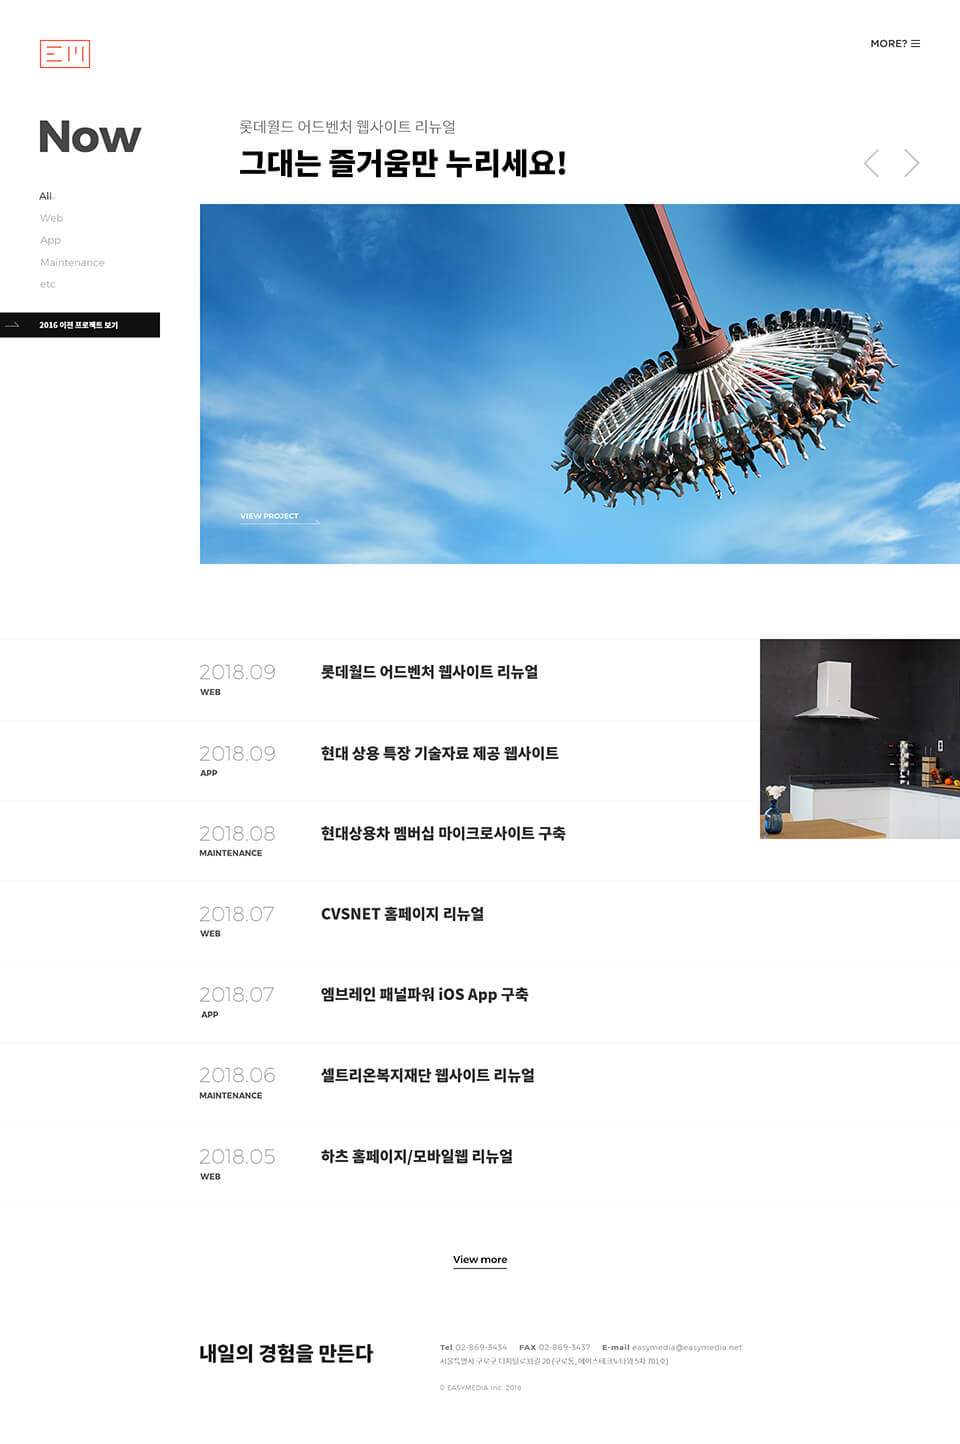 EM
MORE?
Now
All
Web
App
Maintenance
etc
2016 이전 프로젝트 보기
롯데월드 어드벤처 웹사이트 리뉴얼
그대는 즐거움만 누리세요!
VIEW PROJECT
2018.09
WEB
롯데월드 어드벤처 웹사이트 리뉴얼
2018.09
APP
현대 상용 특장 기술자료 제공 웹사이트
2018.08
MAINTENANCE
현대상용차 멤버십 마이크로사이트 구축
2018.07
WEB
CVSNET 홈페이지 리뉴얼
2018.07
APP
엠브레인 패널파워 iOS App 구축
2018.06
MAINTENANCE
셀트리온복지재단 웹사이트 리뉴얼
2018.05
WEB
하츠 홈페이지/모바일웹 리뉴얼
View more
내일의 경험을 만든다
Tel 02-869-3434 FAX 02-869-3437 E-mail easymedia@easymedia.net
서울특별시 구로구 디지털로31길 20 (구로동, 에이스테크노타워 5차 701호)
© EASYMEDIA Inc. 2018